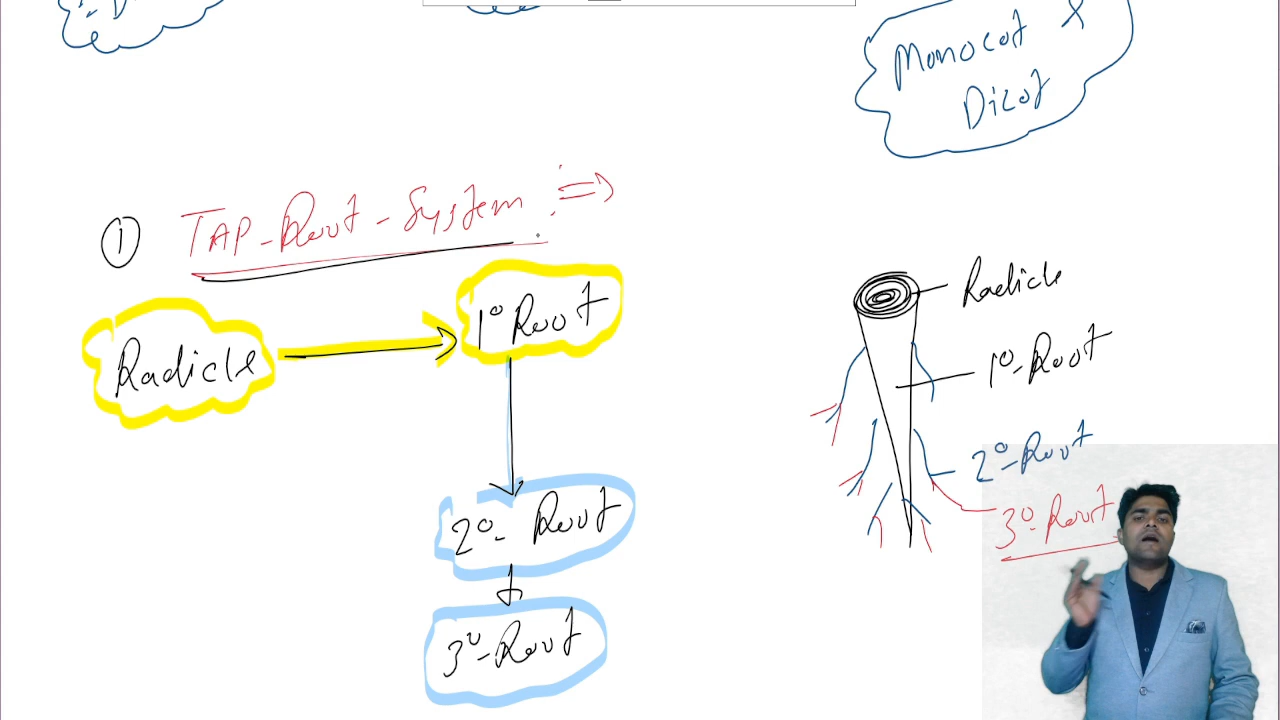 Monocot &
Dicot
① TAP-Root-System :⇒
Radicle
1° Root
2°- Root
3°-Root
Radicle
1°-Root
2°-Root
3°-Root